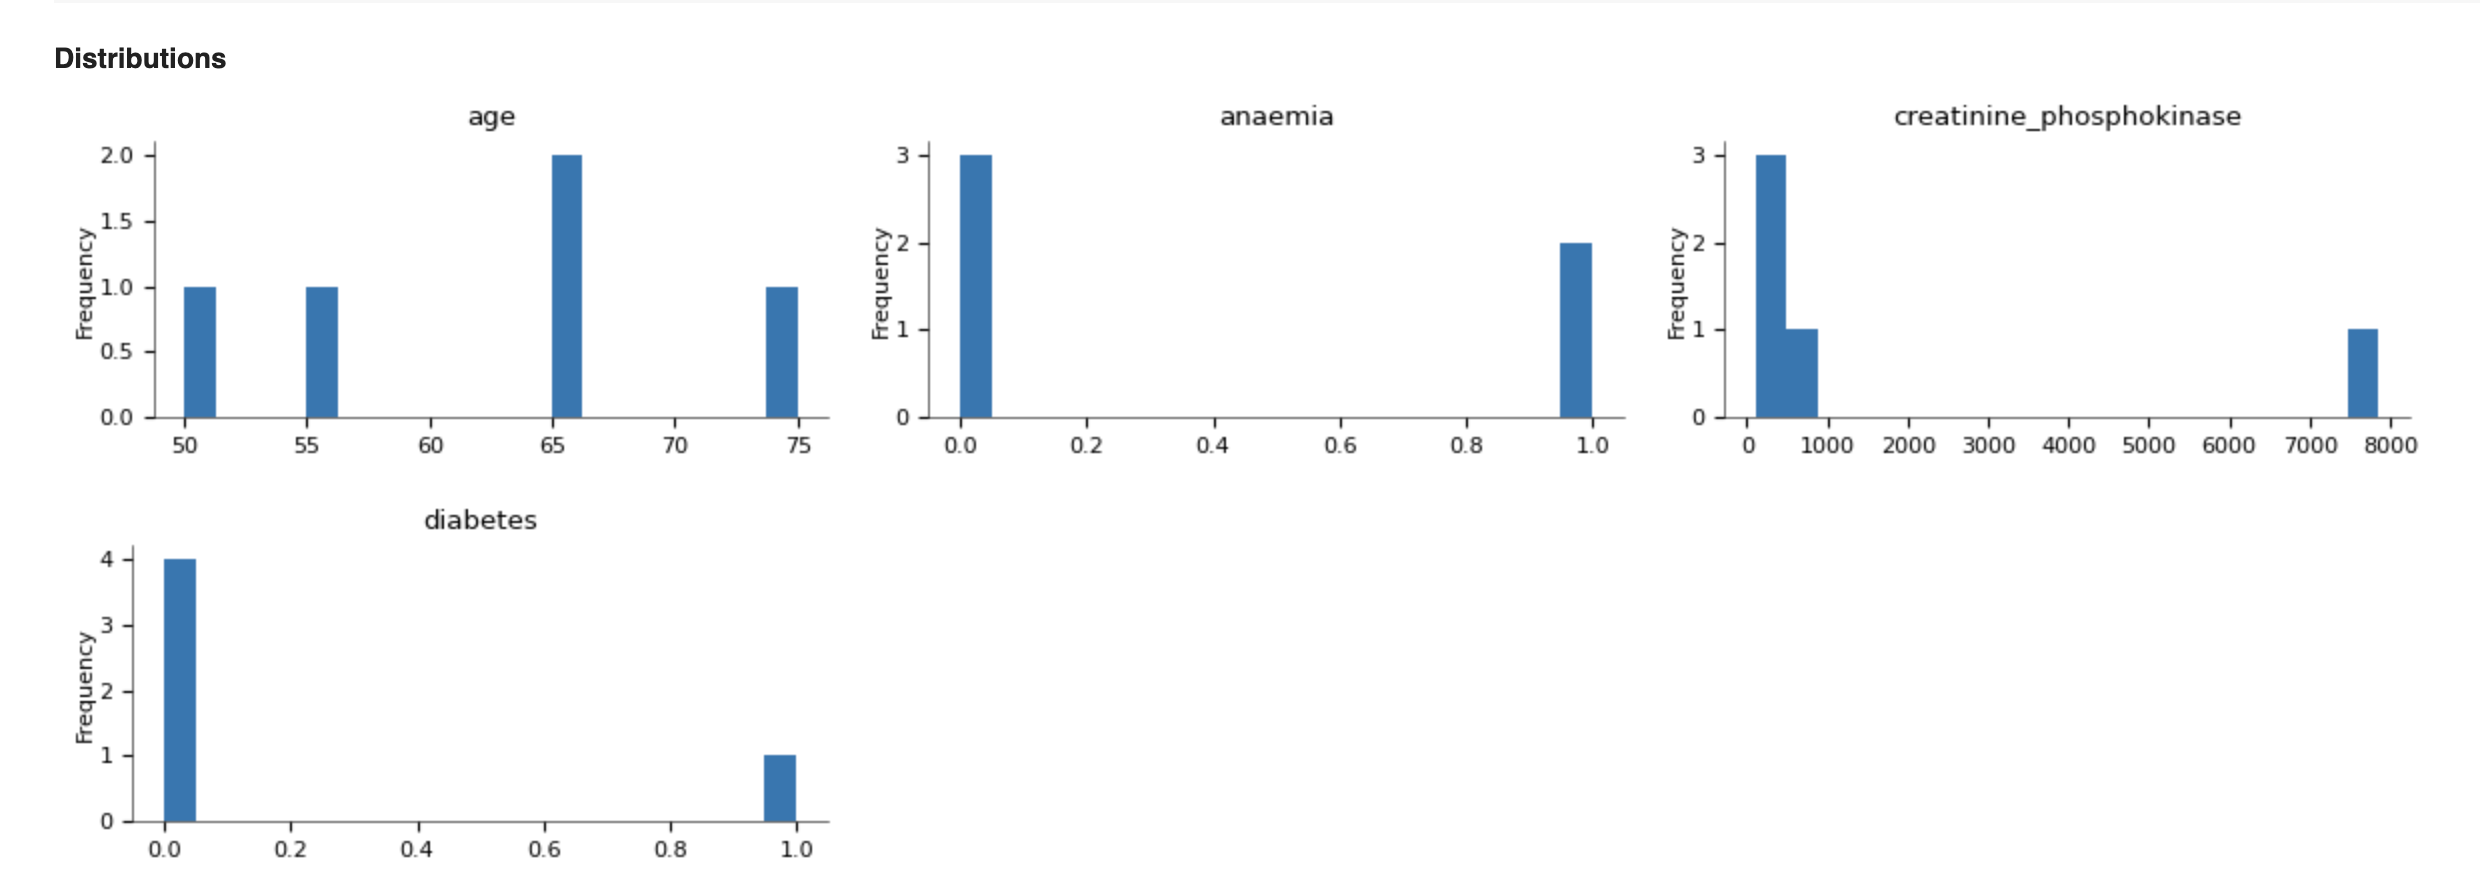 Distributions
age
Frequency
2.0
1.5
1.0
0.5
0.0
50 55 60 65 70 75
anaemia
Frequency
3
2
1
0
0.0 0.2 0.4 0.6 0.8 1.0
creatinine_phosphokinase
Frequency
3
2
1
0
0 1000 2000 3000 4000 5000 6000 7000 8000
diabetes
Frequency
4
3
2
1
0
0.0 0.2 0.4 0.6 0.8 1.0